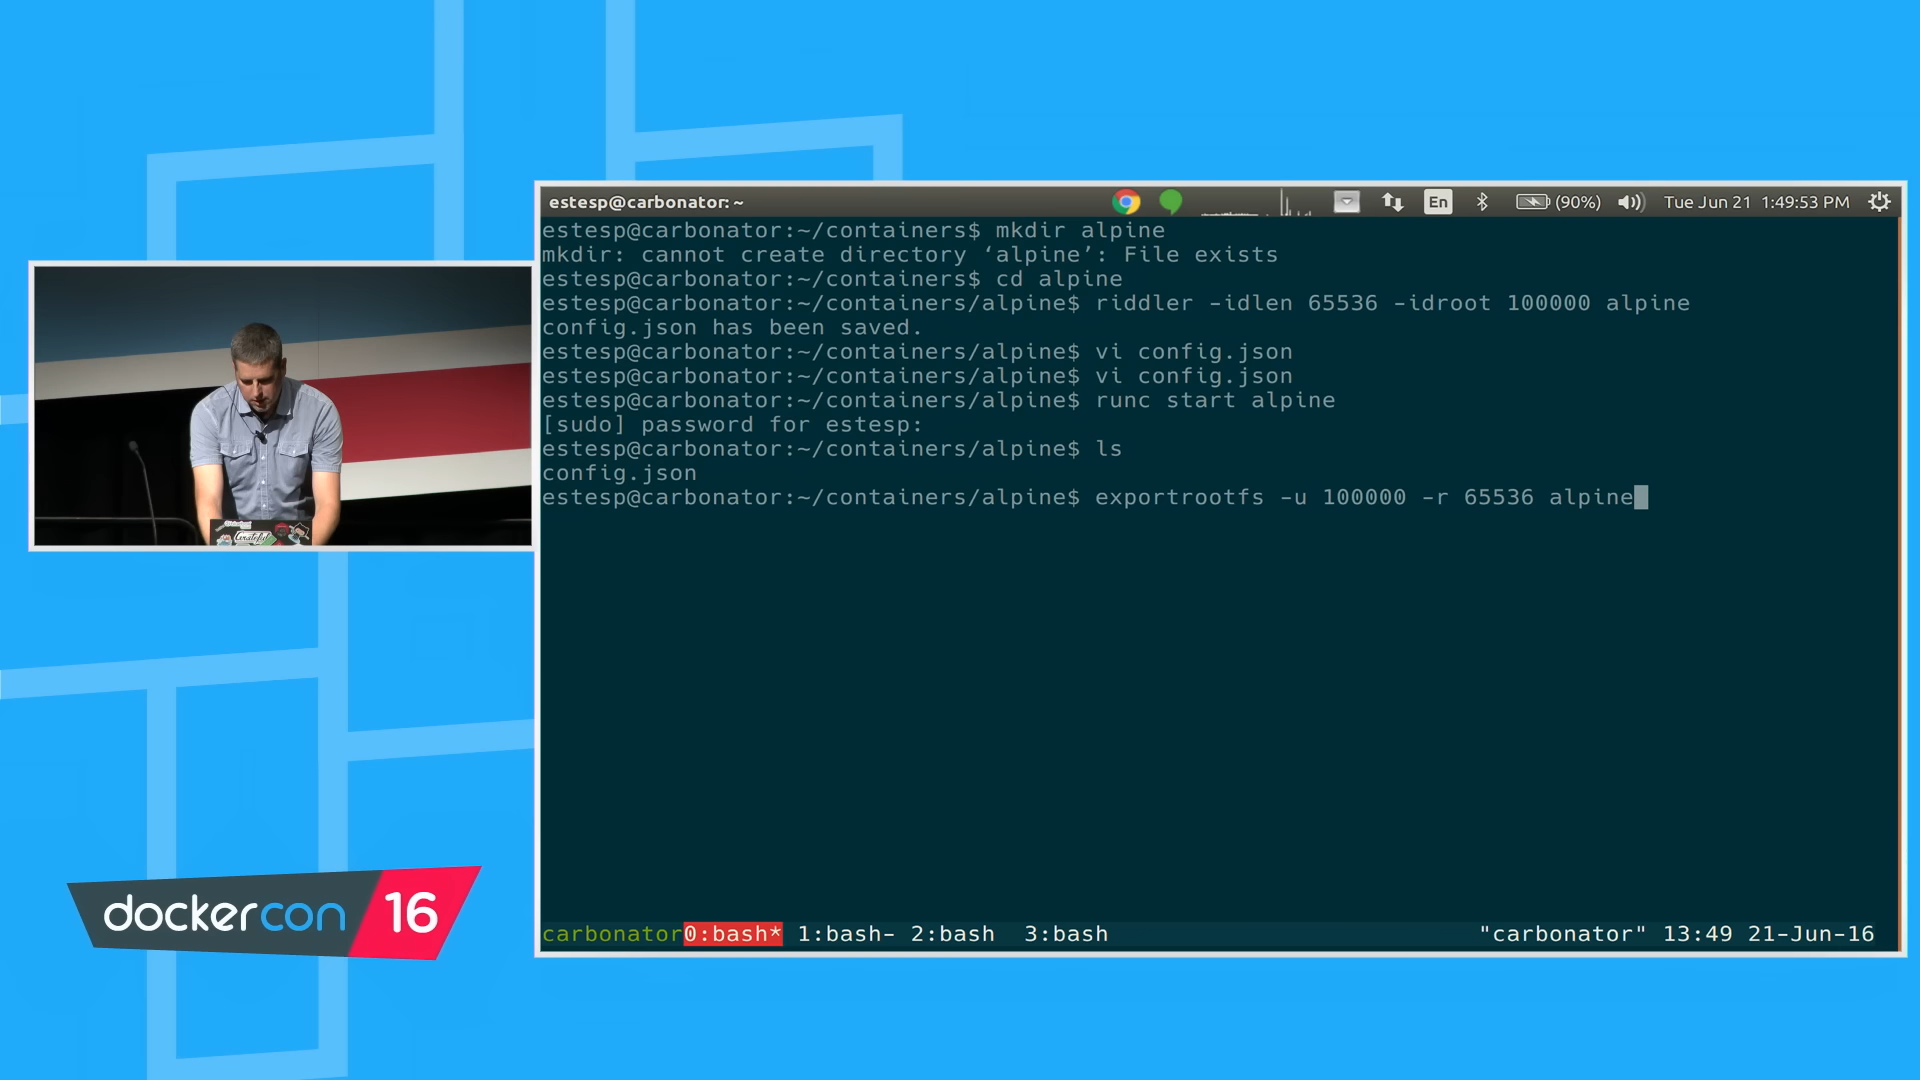 estesp@carbonator: ~
En
(90%)
Tue Jun 21 1:49:53 PM
estesp@carbonator:~/containers$ mkdir alpine
mkdir: cannot create directory ‘alpine’: File exists
estesp@carbonator:~/containers$ cd alpine
estesp@carbonator:~/containers/alpine$ riddler -idlen 65536 -idroot 100000 alpine
config.json has been saved.
estesp@carbonator:~/containers/alpine$ vi config.json
estesp@carbonator:~/containers/alpine$ vi config.json
estesp@carbonator:~/containers/alpine$ runc start alpine
[sudo] password for estesp:
estesp@carbonator:~/containers/alpine$ ls
config.json
estesp@carbonator:~/containers/alpine$ exportrootfs -u 100000 -r 65536 alpine
carbonator 0:bash* 1:bash- 2:bash 3:bash
"carbonator" 13:49 21-Jun-16
Grateful
dockercon 16